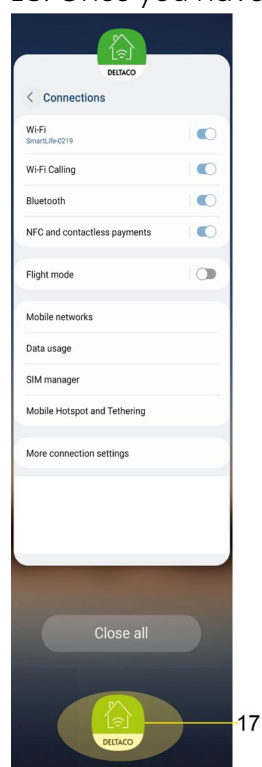 DELTACO
Connections
Wi-Fi
SmartLife-0219
Wi-Fi Calling
Bluetooth
NFC and contactless payments
Flight mode
Mobile networks
Data usage
SIM manager
Mobile Hotspot and Tethering
More connection settings
Close all
17
DELTACO